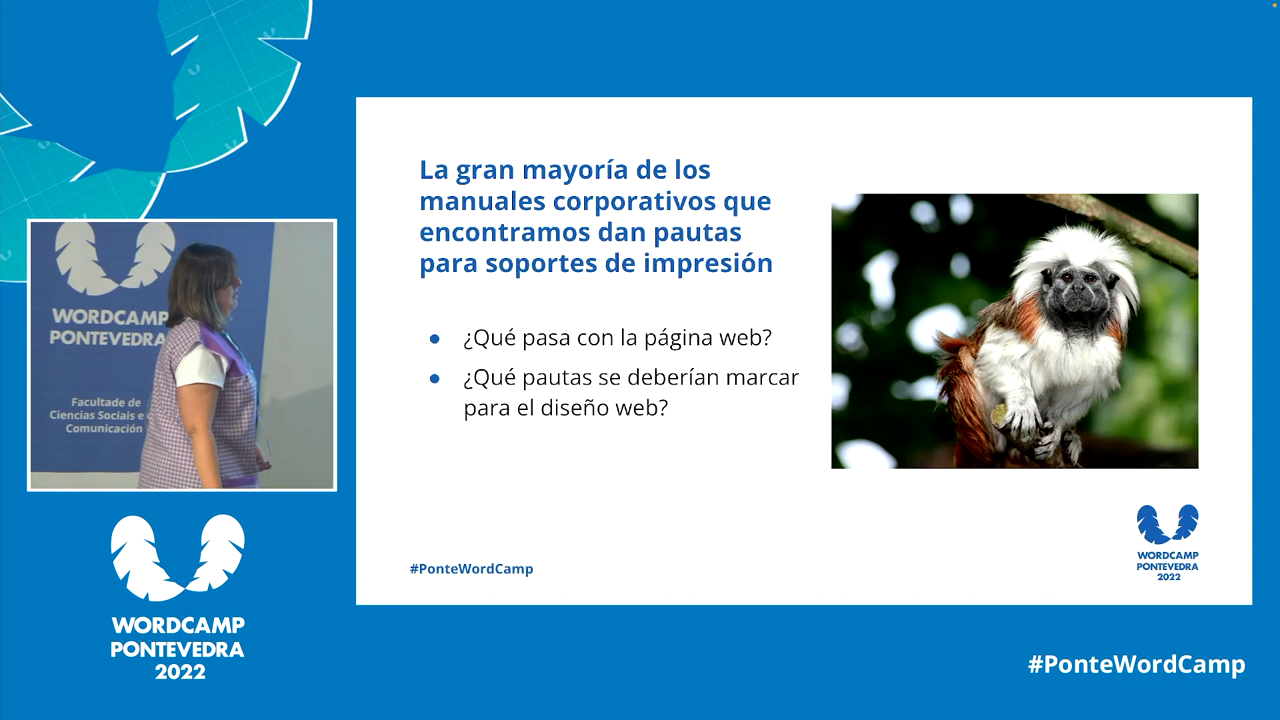 La gran mayoría de los
manuales corporativos que
encontramos dan pautas
para soportes de impresión
● ¿Qué pasa con la página web?
● ¿Qué pautas se deberían marcar
para el diseño web?
#PonteWordCamp
WORDCAMP
PONTEVEDRA
2022
WORDCAMP
PONTEVEDRA
Facultade de
Ciencias Sociais e
Comunicación
WORDCAMP
PONTEVEDRA
2022
#PonteWordCamp